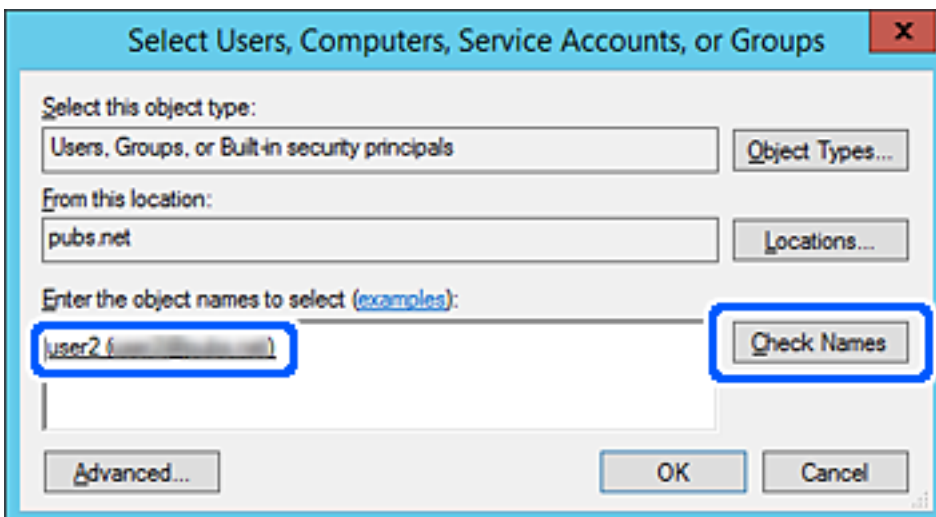 Select Users, Computers, Service Accounts, or Groups
x
Select this object type:
Users, Groups, or Built-in security principals
Object Types...
From this location:
pubs.net
Locations...
Enter the object names to select (examples):
user2 (
)
Check Names
Advanced...
OK
Cancel